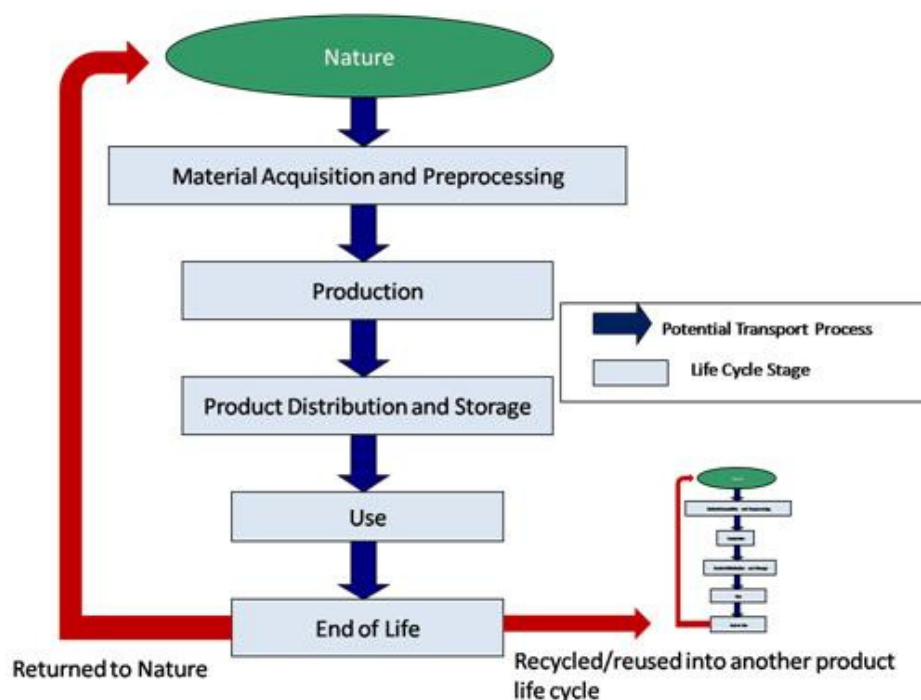 Nature
Material Acquisition and Preprocessing
Production
Potential Transport Process
Life Cycle Stage
Product Distribution and Storage
Use
End of Life
Returned to Nature
Recycled/reused into another product
life cycle